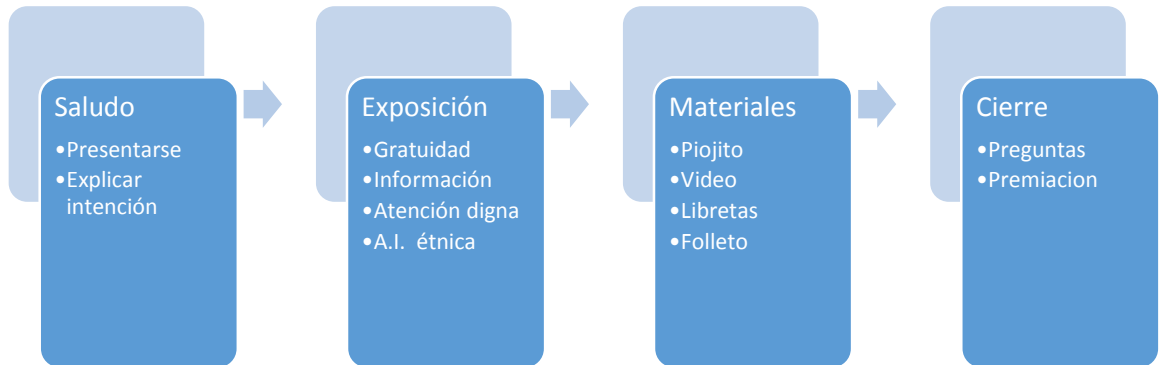 Saludo
•Presentarse
•Explicar
intención
Exposición
•Gratuidad
•Información
•Atención digna
•A.I. étnica
Materiales
•Piojito
•Video
•Libretas
•Folleto
Cierre
•Preguntas
•Premiacion